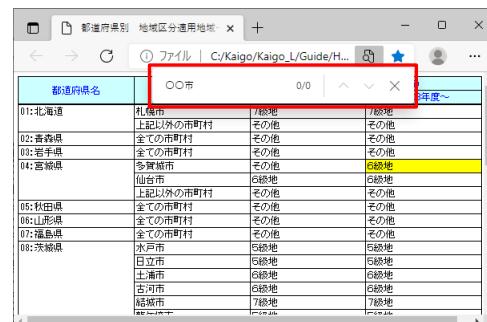 都道府県別 地域区分適用地域-
ファイル C:/Kaigo/Kaigo_L/Guide/H...
〇〇市 0/0
都道府県名 年度～
01:北海道 札幌市 7級地 7級地
上記以外の市町村 その他 その他
02:青森県 全ての市町村 その他 その他
03:岩手県 全ての市町村 その他 その他
04:宮城県 多賀城市 その他 6級地
仙台市 6級地 6級地
上記以外の市町村 その他 その他
05:秋田県 全ての市町村 その他 その他
06:山形県 全ての市町村 その他 その他
07:福島県 全ての市町村 その他 その他
08:茨城県 水戸市 5級地 5級地
日立市 5級地 5級地
土浦市 6級地 6級地
古河市 6級地 6級地
結城市 7級地 7級地